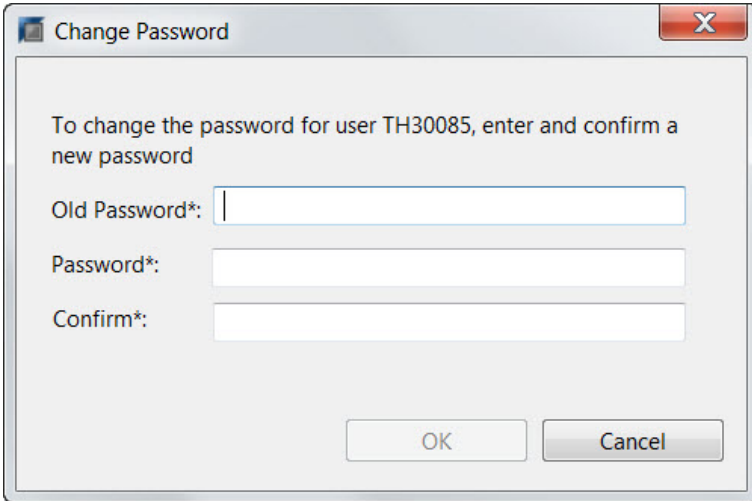 Change Password
To change the password for user TH30085, enter and confirm a
new password
Old Password*:
Password*:
Confirm*:
OK
Cancel